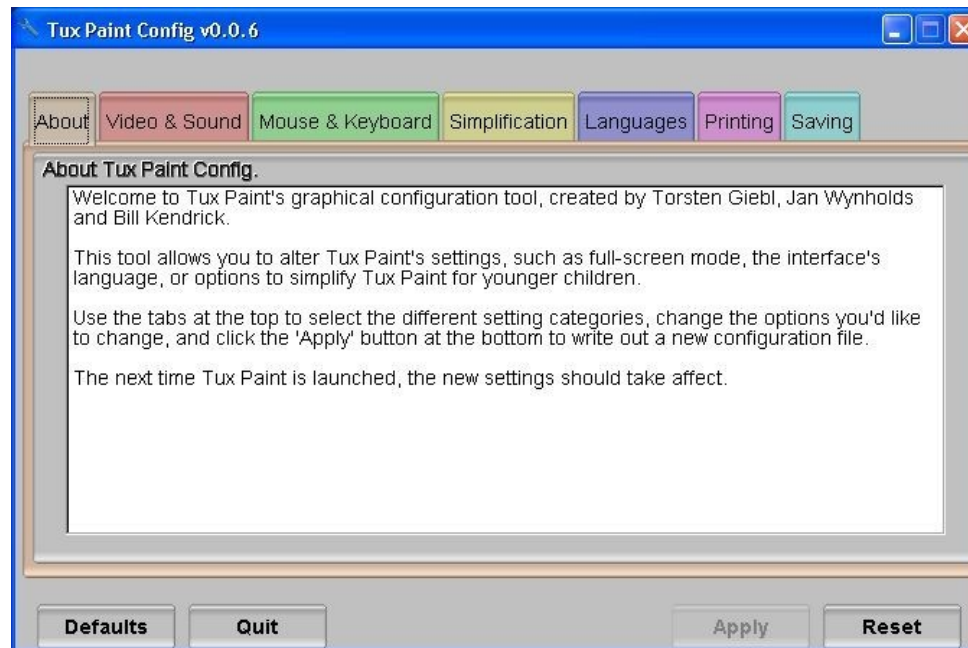 Tux Paint Config v0.0.6
About Video & Sound Mouse & Keyboard Simplification Languages Printing Saving
About Tux Paint Config.
Welcome to Tux Paint's graphical configuration tool, created by Torsten Giebl, Jan Wynholds
and Bill Kendrick.
This tool allows you to alter Tux Paint's settings, such as full-screen mode, the interface's
language, or options to simplify Tux Paint for younger children.
Use the tabs at the top to select the different setting categories, change the options you'd like
to change, and click the 'Apply' button at the bottom to write out a new configuration file.
The next time Tux Paint is launched, the new settings should take affect.
Defaults Quit Apply Reset